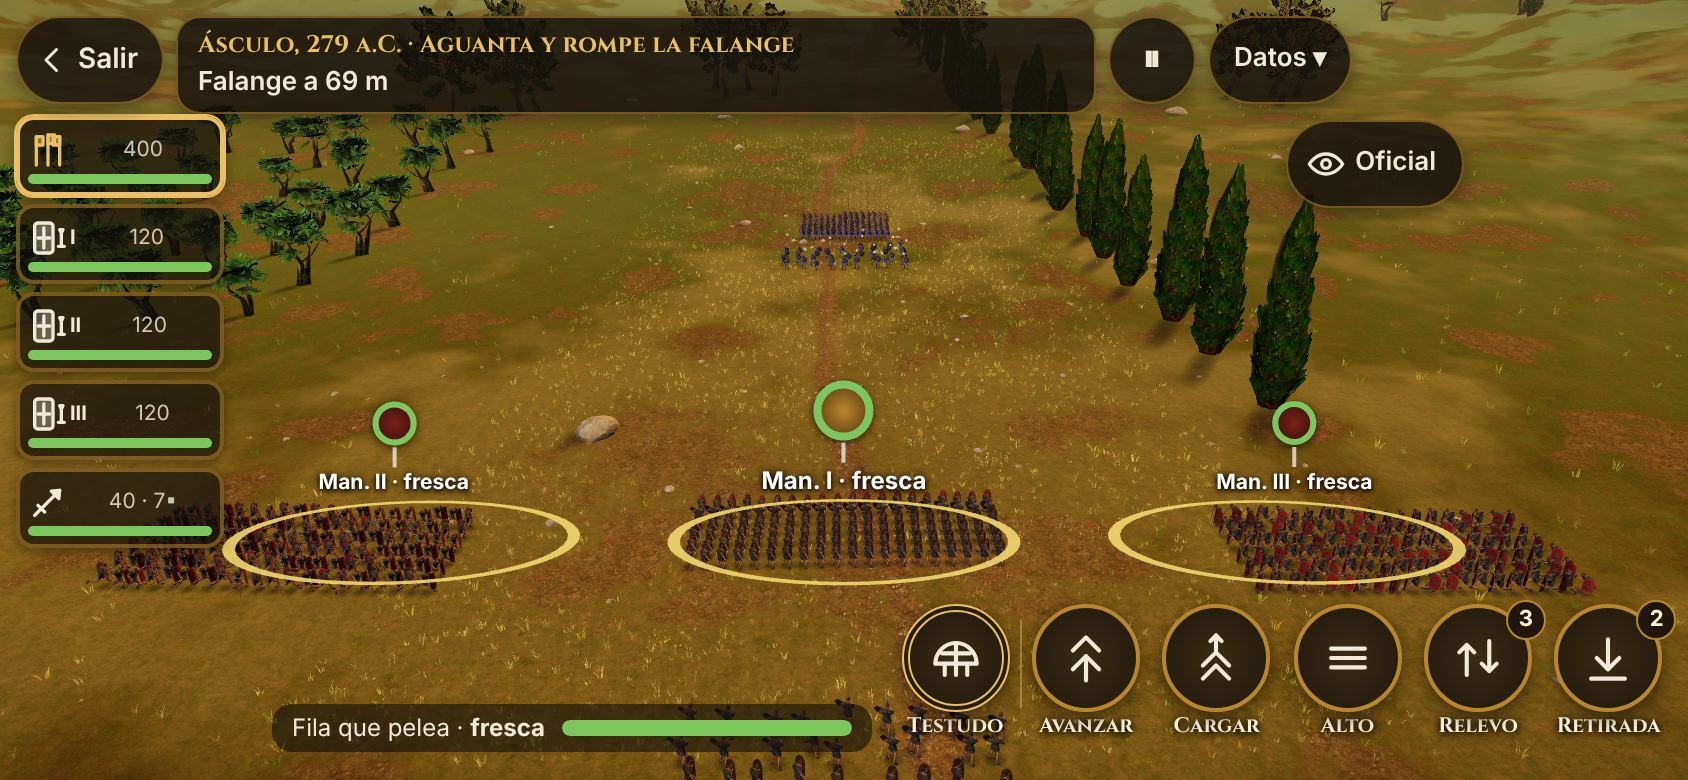 Salir
ÁSCULO, 279 A.C. · AGUANTA Y ROMPE LA FALANGE
Falange a 69 m
Datos ▾
Oficial
400
I 120
II 120
III 120
40 · 7▪
Man. II · fresca
Man. I · fresca
Man. III · fresca
3
2
TESTUDO
AVANZAR
CARGAR
ALTO
RELEVO
RETIRADA
Fila que pelea · fresca